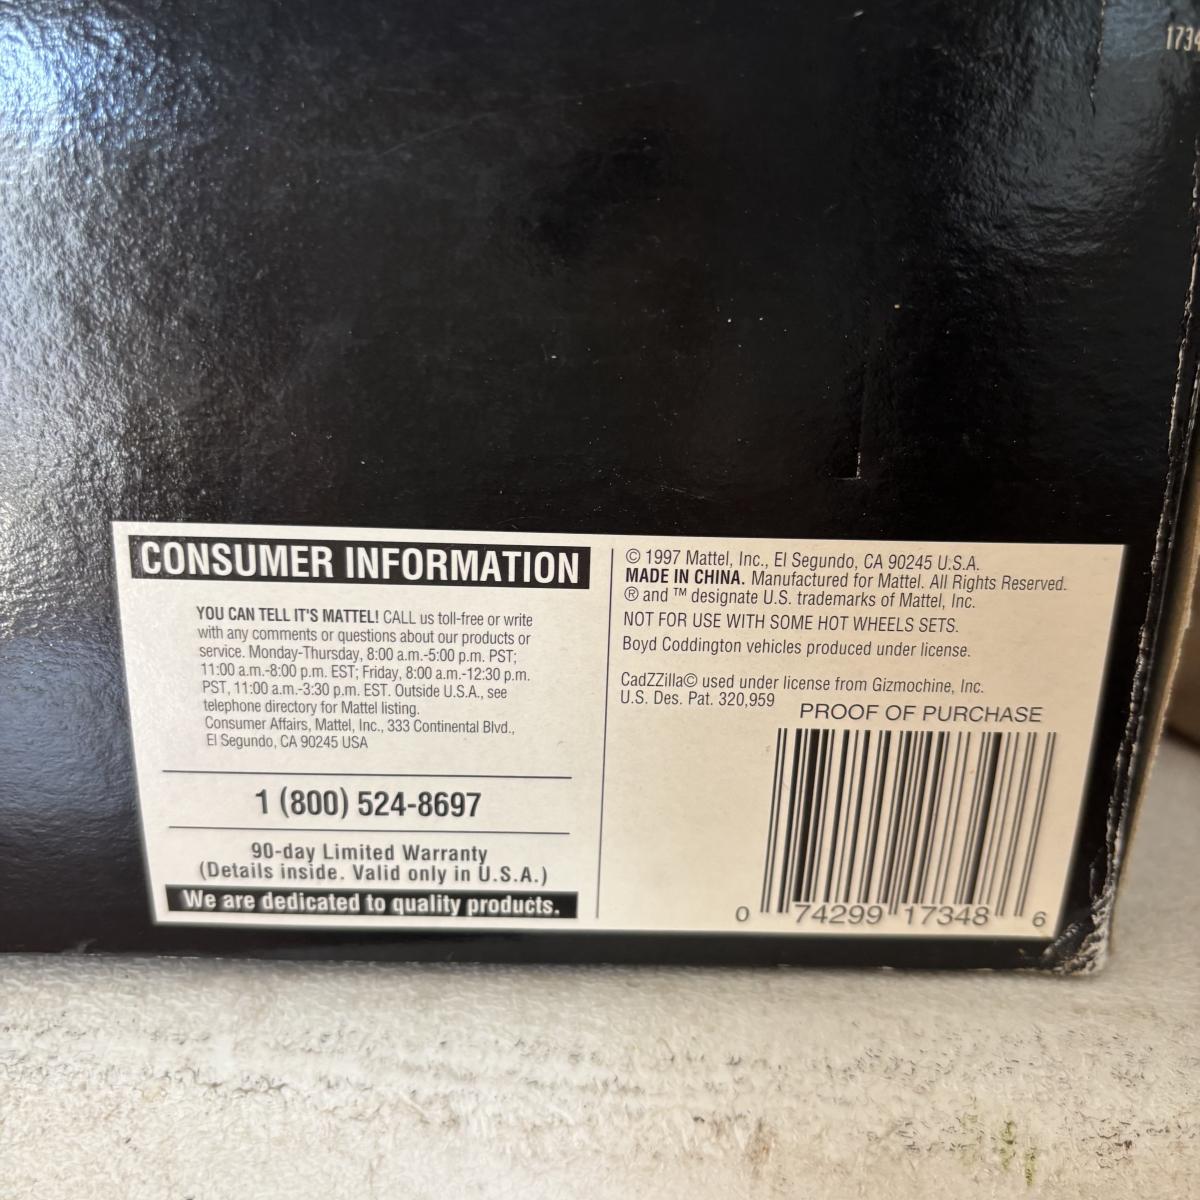 CONSUMER INFORMATION
YOU CAN TELL IT'S MATTEL! CALL us toll-free or write
with any comments or questions about our products or
service. Monday-Thursday, 8:00 a.m.-5:00 p.m. PST;
11:00 a.m.-8:00 p.m. EST; Friday, 8:00 a.m.-12:30 p.m.
PST, 11:00 a.m.-3:30 p.m. EST. Outside U.S.A., see
telephone directory for Mattel listing.
Consumer Affairs, Mattel, Inc., 333 Continental Blvd.,
El Segundo, CA 90245 USA
1 (800) 524-8697
90-day Limited Warranty
(Details inside. Valid only in U.S.A.)
We are dedicated to quality products.
© 1997 Mattel, Inc., El Segundo, CA 90245 U.S.A.
MADE IN CHINA. Manufactured for Mattel. All Rights Reserved.
® and ™ designate U.S. trademarks of Mattel, Inc.
NOT FOR USE WITH SOME HOT WHEELS SETS.
Boyd Coddington vehicles produced under license.
CadZZilla© used under license from Gizmochine, Inc.
U.S. Des. Pat. 320,959
PROOF OF PURCHASE
0 74299 17348 6